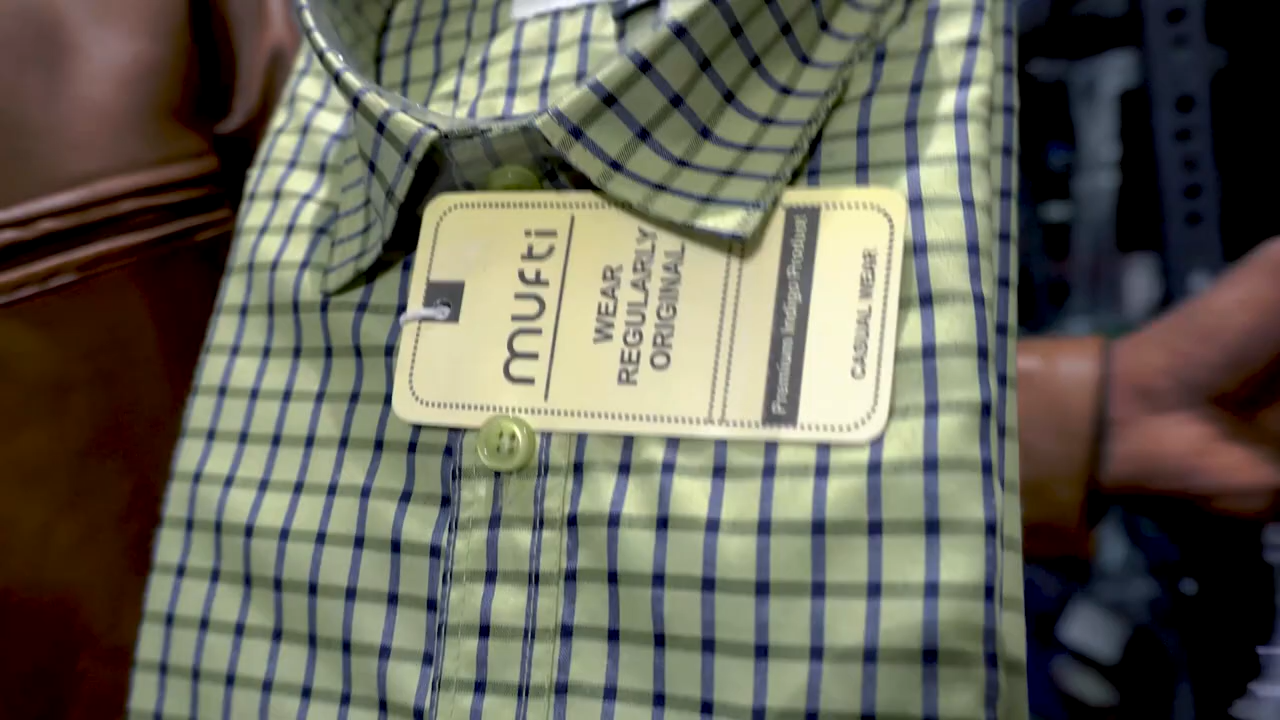 mufti
WEAR
REGULARLY
ORIGINAL
Premium Indigo Product
CASUAL WEAR